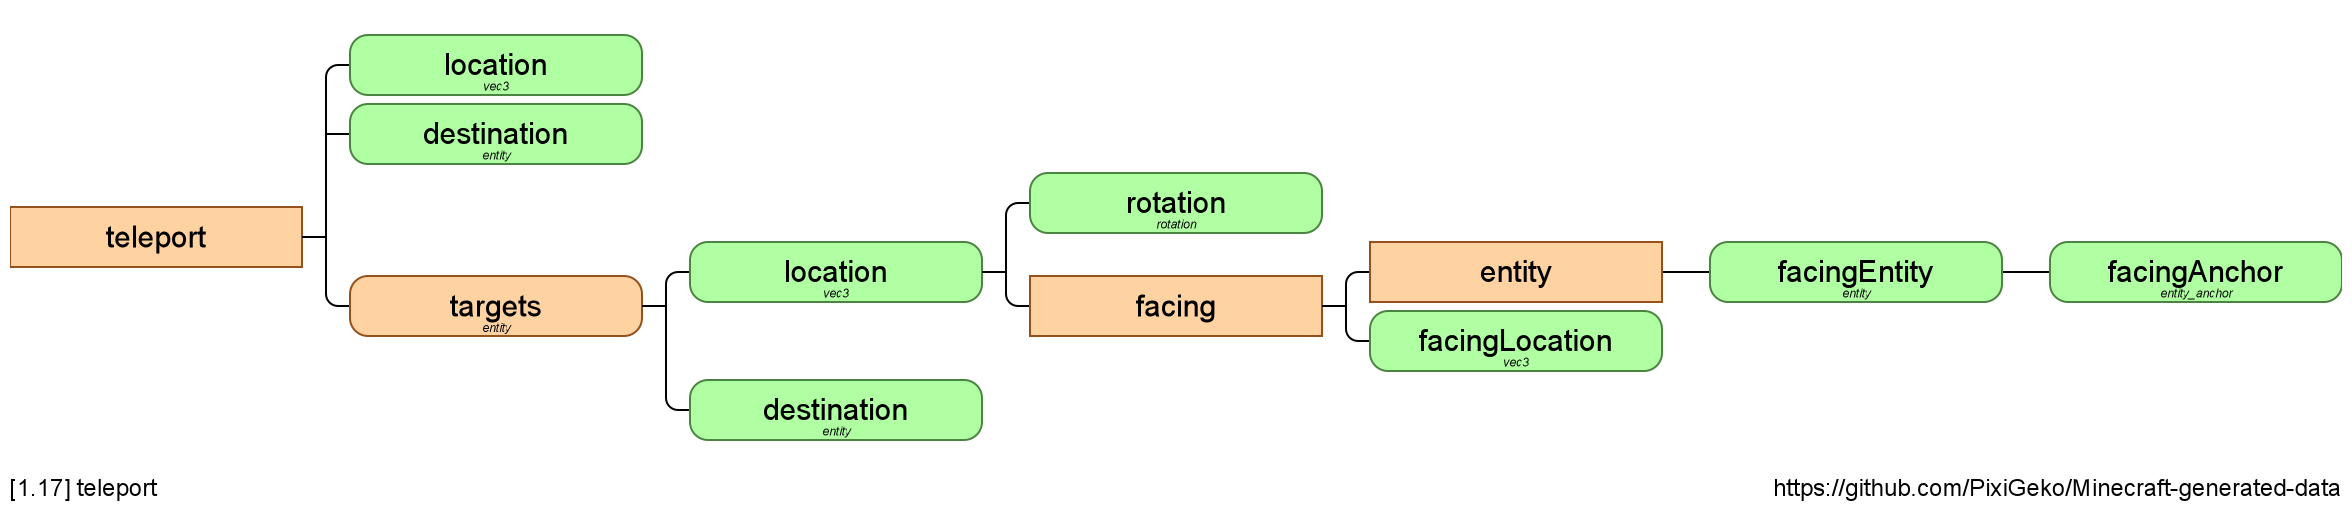 location
vec3
destination
entity
teleport
targets
entity
location
vec3
destination
entity
rotation
rotation
facing
entity
facingLocation
vec3
facingEntity
entity
facingAnchor
entity_anchor
[1.17] teleport
https://github.com/PixiGeko/Minecraft-generated-data